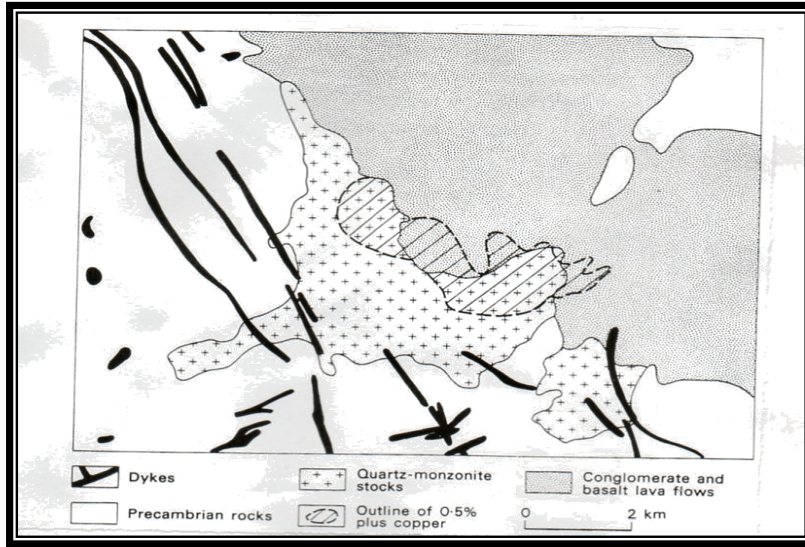 Dykes
Quartz-monzonite
stocks
Conglomerate and
basalt lava flows
Precambrian rocks
Outline of 0·5%
plus copper
0 2 km